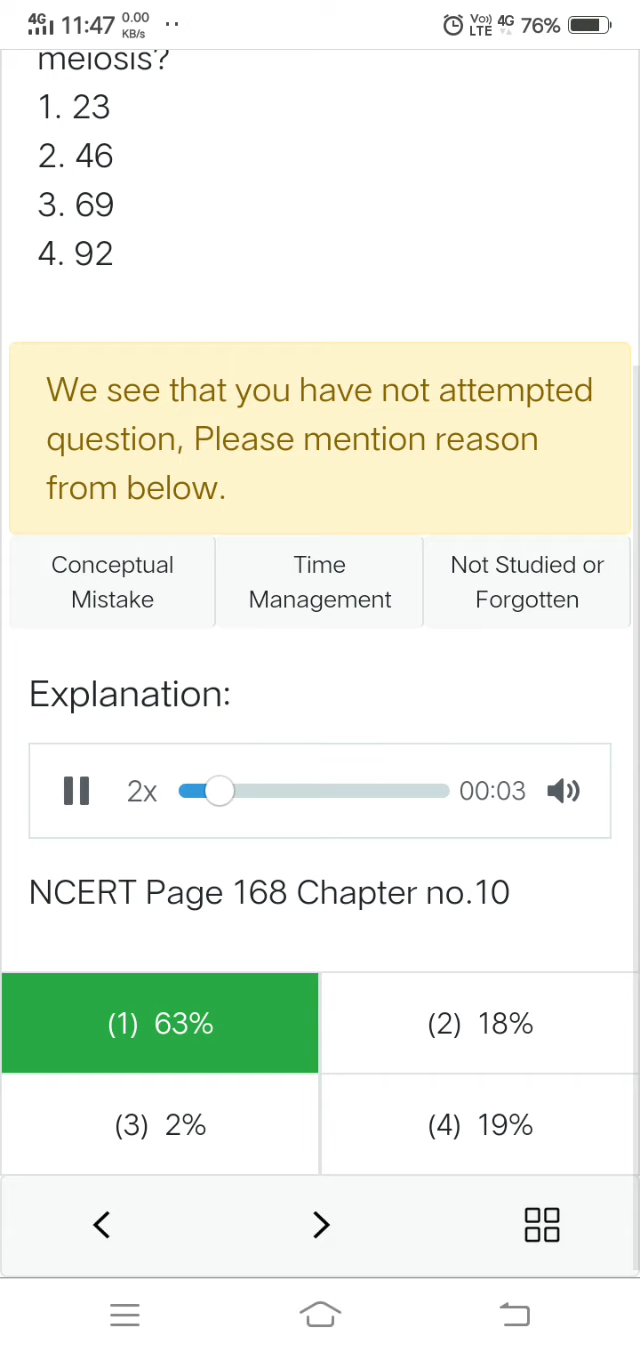 4G 11:47 0.00 KB/s ·· Vo)) LTE 4G 76%
meiosis?
1. 23
2. 46
3. 69
4. 92
We see that you have not attempted
question, Please mention reason
from below.
Conceptual Mistake
Time Management
Not Studied or Forgotten
Explanation:
2x 00:03
NCERT Page 168 Chapter no.10
(1) 63%
(2) 18%
(3) 2%
(4) 19%